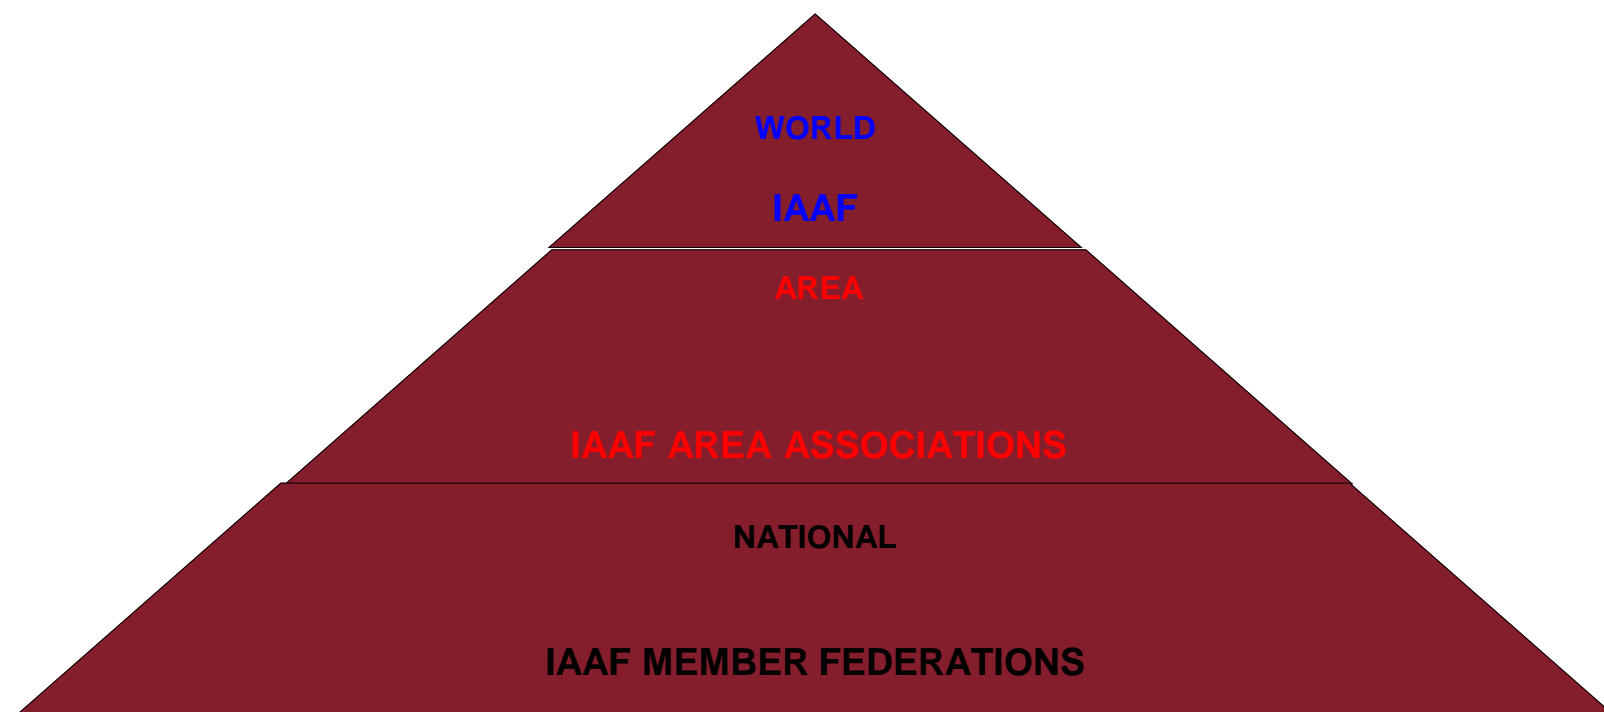 WORLD
IAAF
AREA
IAAF AREA ASSOCIATIONS
NATIONAL
IAAF MEMBER FEDERATIONS